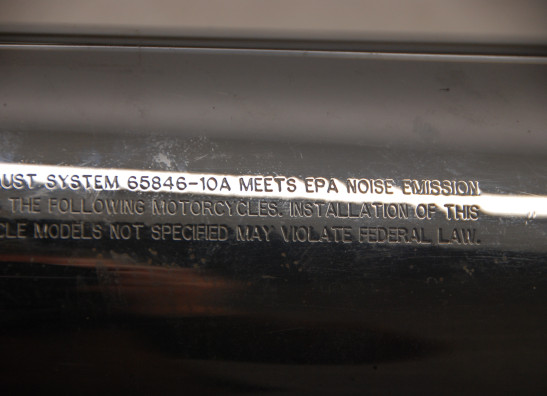 UST SYSTEM 65846-10A MEETS EPA NOISE EMISSION
THE FOLLOWING MOTORCYCLES. INSTALLATION OF THIS
CLE MODELS NOT SPECIFIED MAY VIOLATE FEDERAL LAW.